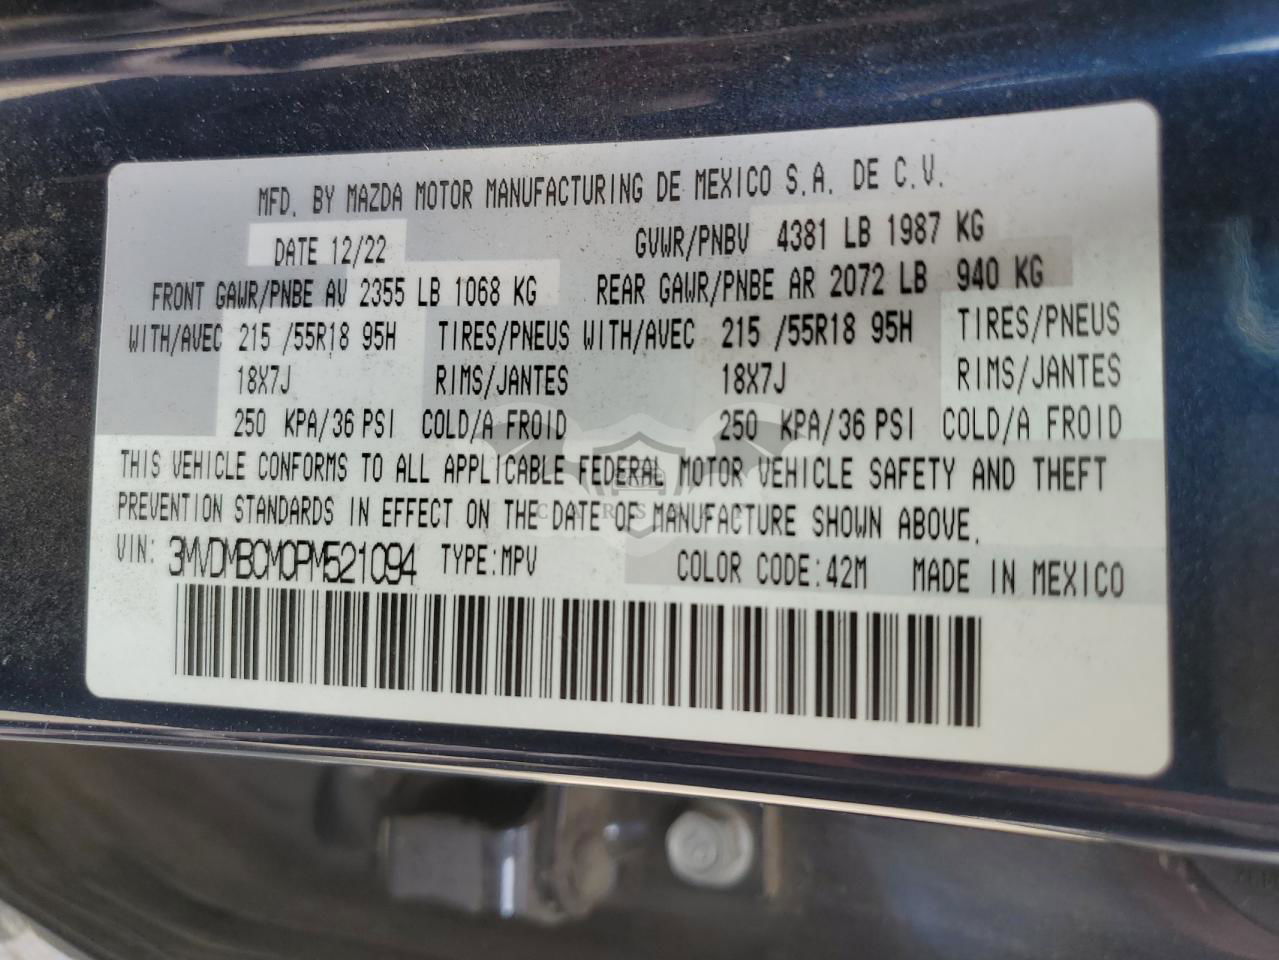 MFD. BY MAZDA MOTOR MANUFACTURING DE MEXICO S.A. DE C.V.
DATE 12/22 GVWR/PNBV 4381 LB 1987 KG
FRONT GAWR/PNBE AV 2355 LB 1068 KG REAR GAWR/PNBE AR 2072 LB 940 KG
WITH/AVEC 215 /55R18 95H TIRES/PNEUS WITH/AVEC 215 /55R18 95H TIRES/PNEUS
18X7J RIMS/JANTES 18X7J RIMS/JANTES
250 KPA/36 PSI COLD/A FROID 250 KPA/36 PSI COLD/A FROID
THIS VEHICLE CONFORMS TO ALL APPLICABLE FEDERAL MOTOR VEHICLE SAFETY AND THEFT
PREVENTION STANDARDS IN EFFECT ON THE DATE OF MANUFACTURE SHOWN ABOVE.
VIN: 3MVDMBCM0PM521094 TYPE:MPV COLOR CODE:42M MADE IN MEXICO